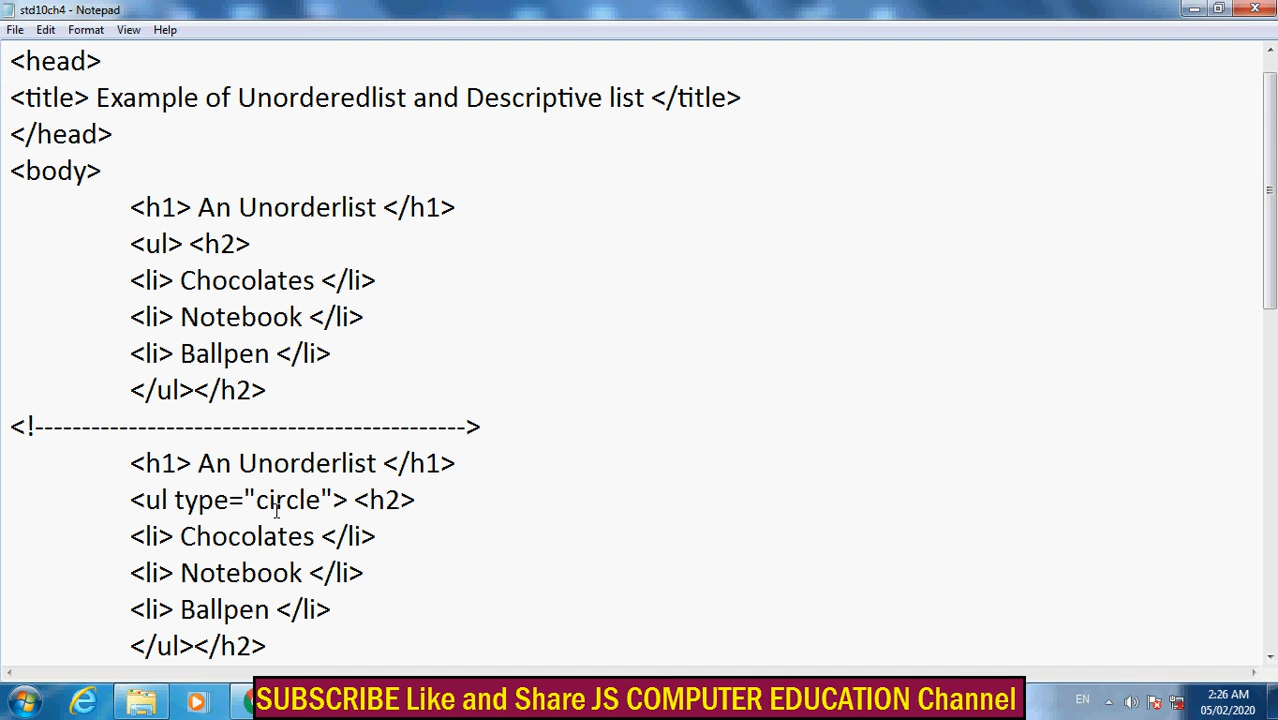 std10ch4 - Notepad
File Edit Format View Help
<head>
<title> Example of Unorderedlist and Descriptive list </title>
</head>
<body>
<h1> An Unorderlist </h1>
<ul> <h2>
<li> Chocolates </li>
<li> Notebook </li>
<li> Ballpen </li>
</ul></h2>
<!---------------------------------------------->
<h1> An Unorderlist </h1>
<ul type="circle"> <h2>
<li> Chocolates </li>
<li> Notebook </li>
<li> Ballpen </li>
</ul></h2>
SUBSCRIBE Like and Share JS COMPUTER EDUCATION Channel
EN
2:26 AM
05/02/2020